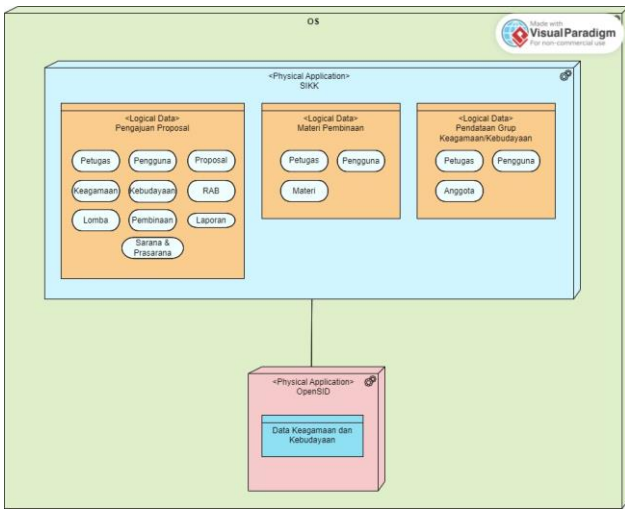 OS
Made with
VisualParadigm
For non-commercial use
<Physical Application>
SIKK
<Logical Data>
Pengajuan Proposal
Petugas
Pengguna
Proposal
Keagamaan
Kebudayaan
RAB
Lomba
Pembinaan
Laporan
Sarana &
Prasarana
<Logical Data>
Materi Pembinaan
Petugas
Pengguna
Materi
<Logical Data>
Pendataan Grup
Keagamaan/Kebudayaan
Petugas
Pengguna
Anggota
<Physical Application>
OpenSID
Data Keagamaan dan
Kebudayaan